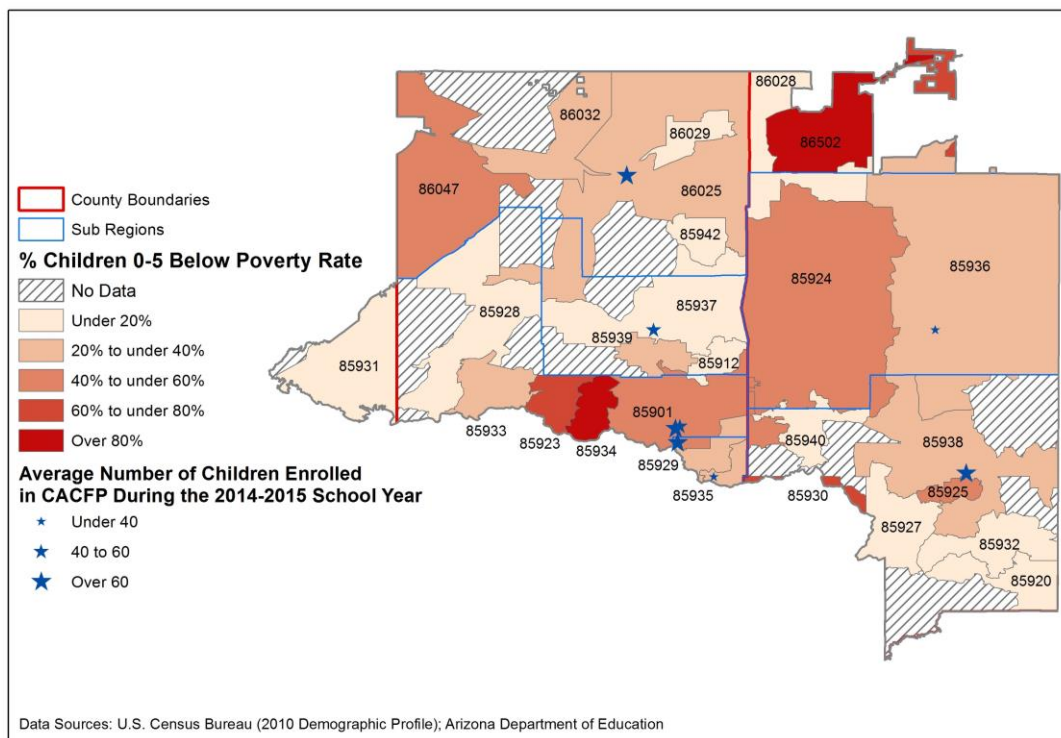 County Boundaries
Sub Regions
% Children 0-5 Below Poverty Rate
No Data
Under 20%
20% to under 40%
40% to under 60%
60% to under 80%
Over 80%
Average Number of Children Enrolled
in CACFP During the 2014-2015 School Year
Under 40
40 to 60
Over 60
86028
86032
86029
86502
86047
86025
85942
85936
85924
85937
85928
85939
85931
85912
85901
85940
85938
85933
85923
85934
85929
85935
85930
85925
85927
85932
85920
Data Sources: U.S. Census Bureau (2010 Demographic Profile); Arizona Department of Education